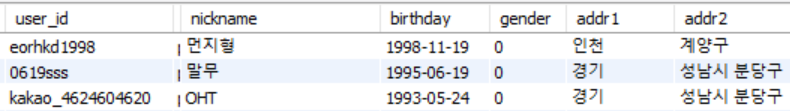 user_id nickname birthday gender addr1 addr2
eorhkd1998 먼지형 1998-11-19 0 인천 계양구
0619sss 말무 1995-06-19 0 경기 성남시 분당구
kakao_4624604620 OHT 1993-05-24 0 경기 성남시 분당구